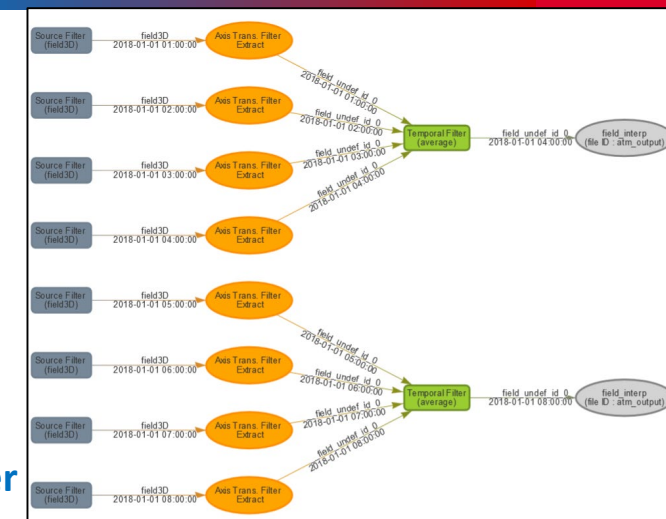 Source Filter
(field3D)
field3D
2018-01-01 01:00:00
Axis Trans. Filter
Extract
field_undef_id_0
2018-01-01 01:00:00
Source Filter
(field3D)
field3D
2018-01-01 02:00:00
Axis Trans. Filter
Extract
field_undef_id_0
2018-01-01 02:00:00
Temporal Filter
(average)
field_undef_id_0
2018-01-01 04:00:00
field_interp
(file ID : atm_output)
Source Filter
(field3D)
field3D
2018-01-01 03:00:00
Axis Trans. Filter
Extract
field_undef_id_0
2018-01-01 03:00:00
Source Filter
(field3D)
field3D
2018-01-01 04:00:00
Axis Trans. Filter
Extract
field_undef_id_0
2018-01-01 04:00:00
Source Filter
(field3D)
field3D
2018-01-01 05:00:00
Axis Trans. Filter
Extract
field_undef_id_0
2018-01-01 05:00:00
Source Filter
(field3D)
field3D
2018-01-01 06:00:00
Axis Trans. Filter
Extract
field_undef_id_0
2018-01-01 06:00:00
Temporal Filter
(average)
field_undef_id_0
2018-01-01 08:00:00
field_interp
(file ID : atm_output)
Source Filter
(field3D)
field3D
2018-01-01 07:00:00
Axis Trans. Filter
Extract
field_undef_id_0
2018-01-01 07:00:00
er
Source Filter
(field3D)
field3D
2018-01-01 08:00:00
Axis Trans. Filter
Extract
field_undef_id_0
2018-01-01 08:00:00